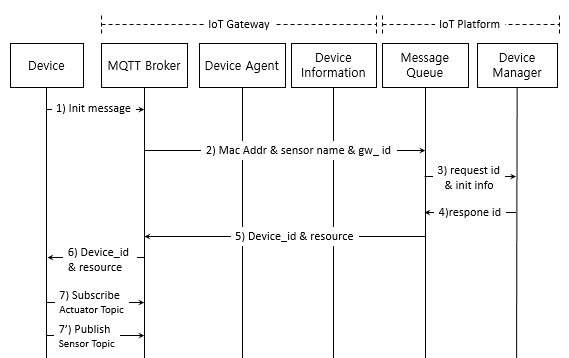 IoT Gateway
IoT Platform
Device
MQTT Broker
Device Agent
Device
Information
Message
Queue
Device
Manager
1) Init message
2) Mac Addr & sensor name & gw_ id
3) request id
& init info
4)respone id
5) Device_id & resource
6) Device_id
& resource
7) Subscribe
Actuator Topic
7') Publish
Sensor Topic